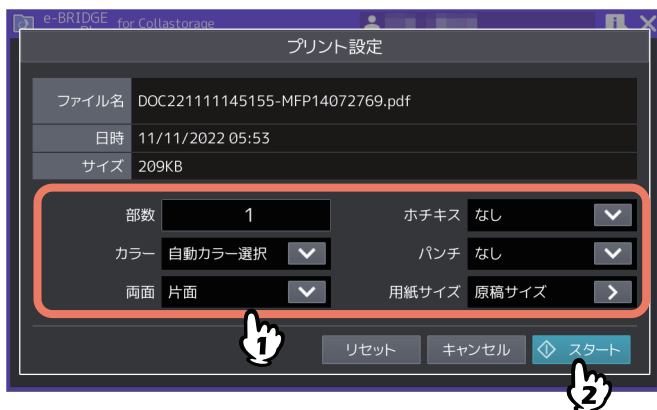 e-BRIDGE for Collastorage
プリント設定
ファイル名 DOC221111145155-MFP14072769.pdf
日時 11/11/2022 05:53
サイズ 209KB
部数 1 ホチキス なし
カラー 自動カラー選択 パンチ なし
両面 片面 用紙サイズ 原稿サイズ
1
リセット キャンセル スタート
2